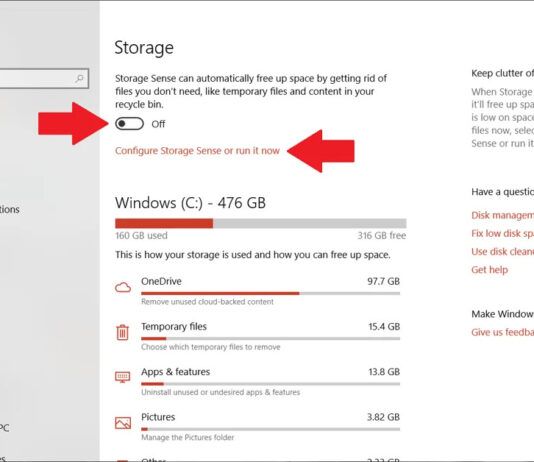 Storage
Storage Sense can automatically free up space by getting rid of
files you don't need, like temporary files and content in your
recycle bin.
Off
Configure Storage Sense or run it now
Windows (C:) - 476 GB
160 GB used
316 GB free
This is how your storage is used and how you can free up space.
OneDrive
97.7 GB
Remove unused cloud-backed content
Temporary files
15.4 GB
Choose which temporary files to remove
Apps & features
13.8 GB
Uninstall unused or undesired apps & features
Pictures
3.82 GB
Manage the Pictures folder
Keep clutter of
When Storage
it'll free up spa
is low on space
files now, selec
Sense or run it
Have a questio
Disk managem
Fix low disk sp
Use disk clean
Get help
Make Window
Give us feedba
tions
PC